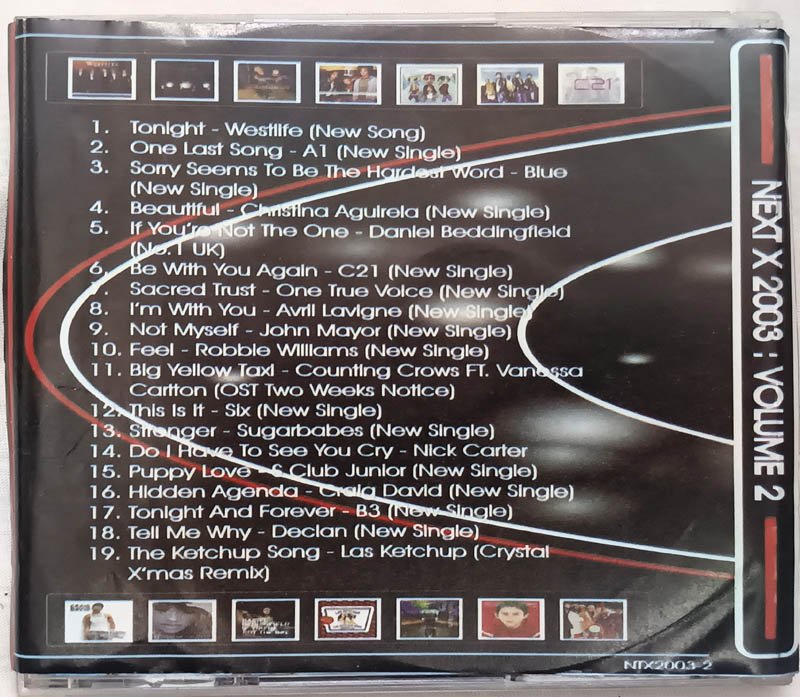 C21
1. Tonight - Westlife (New Song)
2. One Last Song - A1 (New Single)
3. Sorry Seems To Be The Hardest Word - Blue
(New Single)
4. Beautiful - Christina Aguirela (New Single)
5. If You're Not The One - Daniel Beddingfield
(No.1 UK)
6. Be With You Again - C21 (New Single)
7. Sacred Trust - One True Voice (New Single)
8. I'm With You - Avril Lavigne (New Single)
9. Not Myself - John Mayor (New Single)
10. Feel - Robbie Williams (New Single)
11. Big Yellow Taxi - Counting Crows FT. Vanessa
Carlton (OST Two Weeks Notice)
12. This Is It - Six (New Single)
13. Stronger - Sugarbabes (New Single)
14. Do I Have To See You Cry - Nick Carter
15. Puppy Love - S Club Junior (New Single)
16. Hidden Agenda - Craig David (New Single)
17. Tonight And Forever - B3 (New Single)
18. Tell Me Why - Declan (New Single)
19. The Ketchup Song - Las Ketchup (Crystal
X'mas Remix)
NEXT X 2003 : VOLUME 2
NTX2003-2